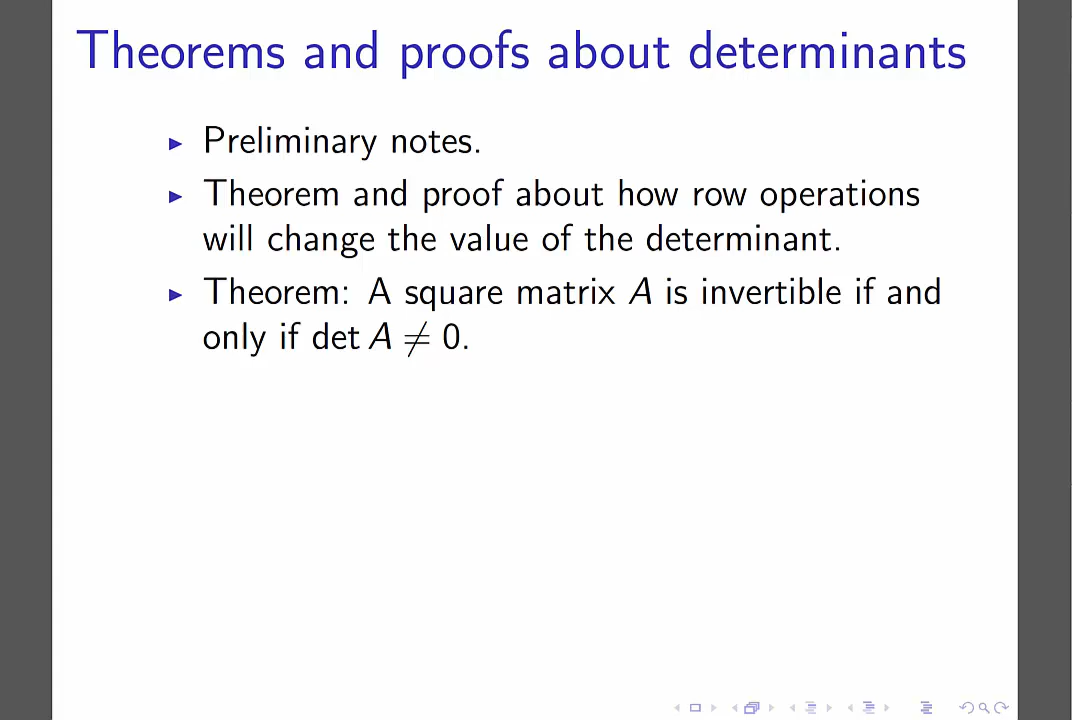 Theorems and proofs about determinants
▶ Preliminary notes.
▶ Theorem and proof about how row operations
will change the value of the determinant.
▶ Theorem: A square matrix A is invertible if and
only if det A ≠ 0.